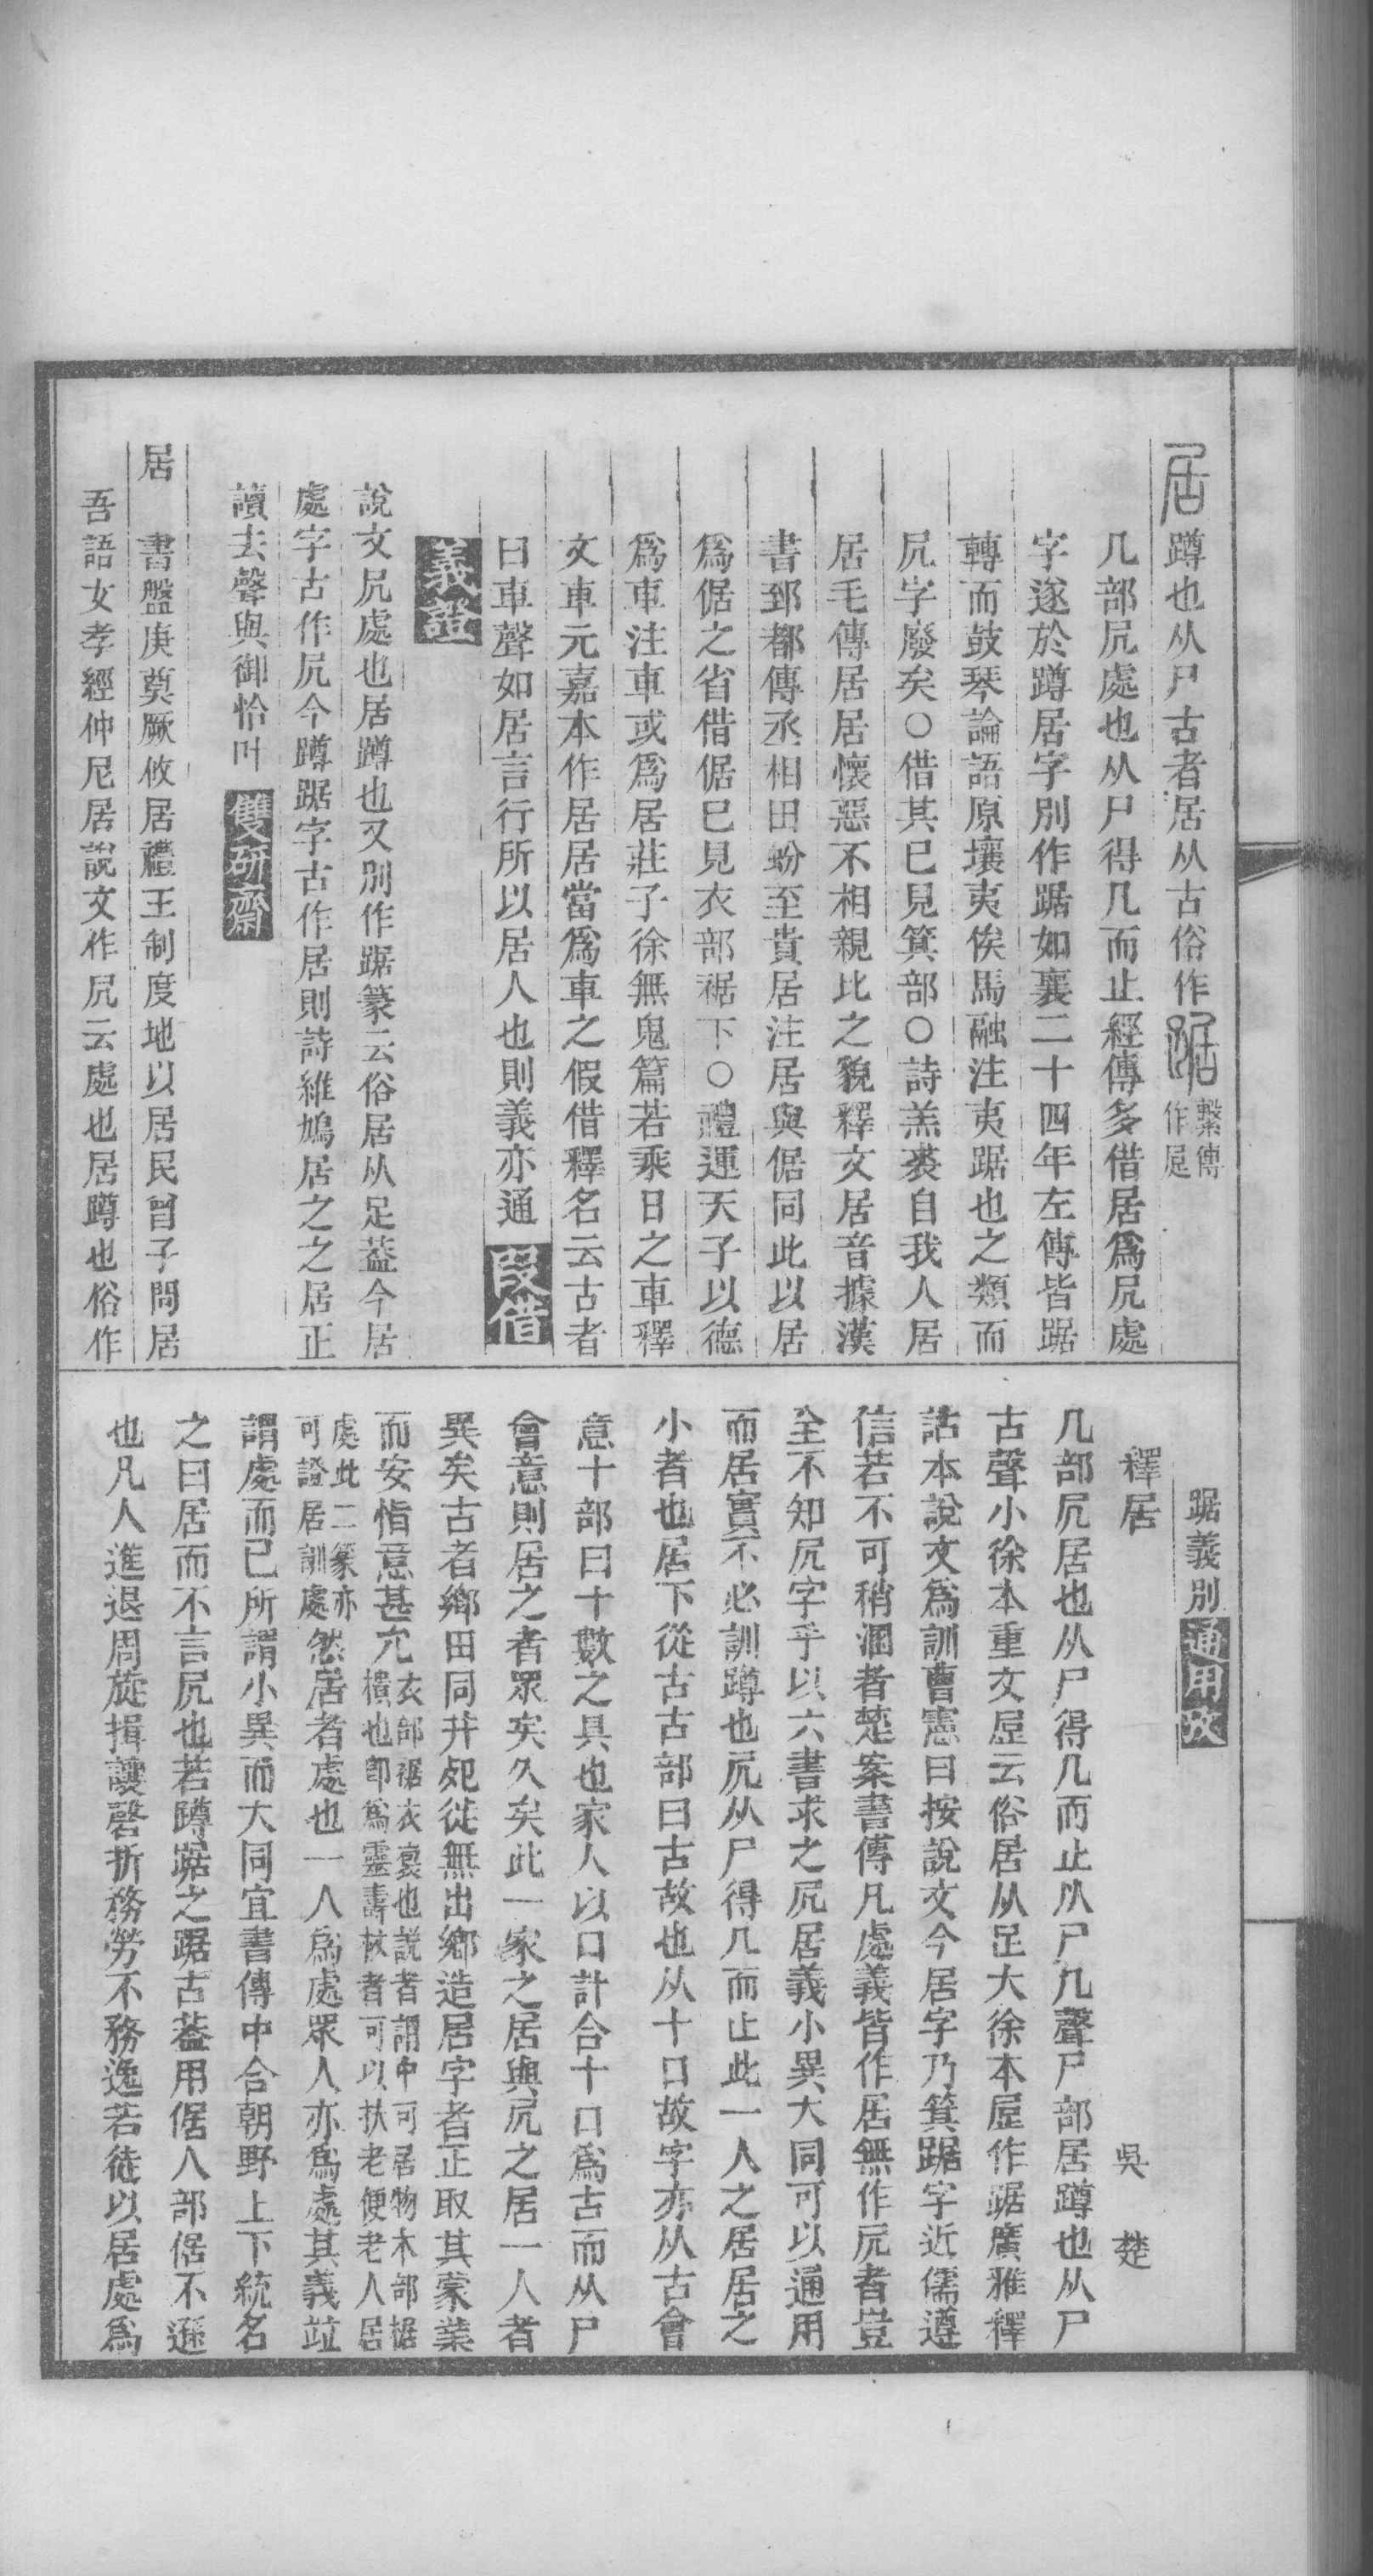 居蹲也从尸古者居从古俗作踞繫傳作𡱃
几部凥處也从尸得几而止經傳多借居爲凥處
字遂於蹲居字別作踞如襄二十四年左傳皆踞
轉而鼓琴論語原壤夷俟馬融注夷踞也之類而
凥字廢矣○借其已見箕部○詩羔裘自我人居
居毛傳居居懷惡不相親比之貌釋文居音據漢
書郅都傳丞相田蚡至貴居注居與倨同此以居
爲倨之省借倨已見衣部裾下○禮運天子以德
爲車注車或爲居莊子徐無鬼篇若乘日之車釋
文車元嘉本作居居當爲車之假借釋名云古者
曰車聲如居言行所以居人也則義亦通 叚借
義證
說文凥處也居蹲也又別作踞篆云俗居从足葢今居
處字古作凥今蹲踞字古作居則詩維鳩居之之居正
讀去聲與御恰叶 雙研齋
居 書盤庚奠厥攸居禮王制度地以居民曾子問居
吾語女孝經仲尼居說文作凥云處也居蹲也俗作
踞義別 通用攷
釋居 吳楚
几部凥居也从尸得几而止从尸几聲尸部居蹲也从尸
古聲小徐本重文𡱃云俗居从𤴓大徐本𡱃作踞廣雅釋
詁本說文爲訓曹憲曰按說文今居字乃箕踞字近儒遵
信若不可稍溷者楚案書傳凡處義皆作居無作凥者豈
全不知凥字乎以六書求之凥居義小異大同可以通用
而居實不必訓蹲也凥从尸得几而止此一人之居居之
小者也居下從古古部曰古故也从十口故字亦从古會
意十部曰十數之具也家人以口計合十口爲古而从尸
會意則居之者眾矣久矣此一家之居與凥之居一人者
異矣古者鄉田同井死徙無出鄉造居字者正取其蒙業
而安恉意甚允衣部裾衣裛也說者謂中可居物木部椐樻也卽爲靈壽杖者可以扶老便老人居
處此二篆亦可證居訓處然居者處也一人爲處眾人亦爲處其義竝
謂處而已所謂小異而大同宜書傳中合朝野上下統名
之曰居而不言凥也若蹲踞之踞古葢用倨人部倨不遜
也凡人進退周旋揖讓磬折務勞不務逸若徒以居處爲